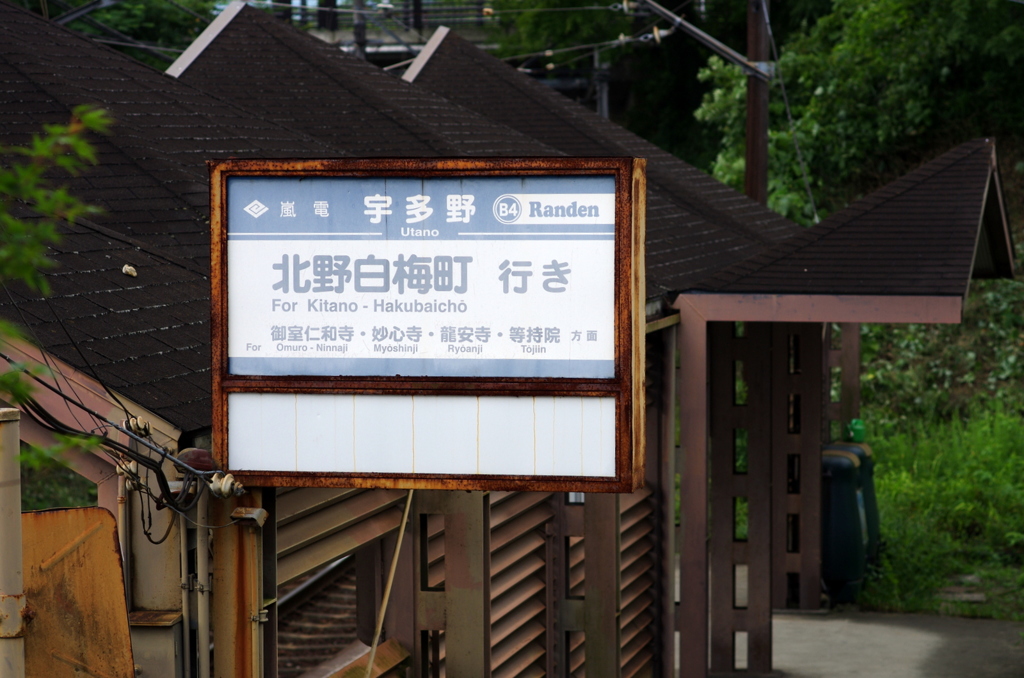 嵐電 宇多野 B4 Randen
Utano
北野白梅町 行き
For Kitano - Hakubaichō
御室仁和寺・妙心寺・龍安寺・等持院 方面
For Omuro - Ninnaji Myōshinji Ryōanji Tōjiin